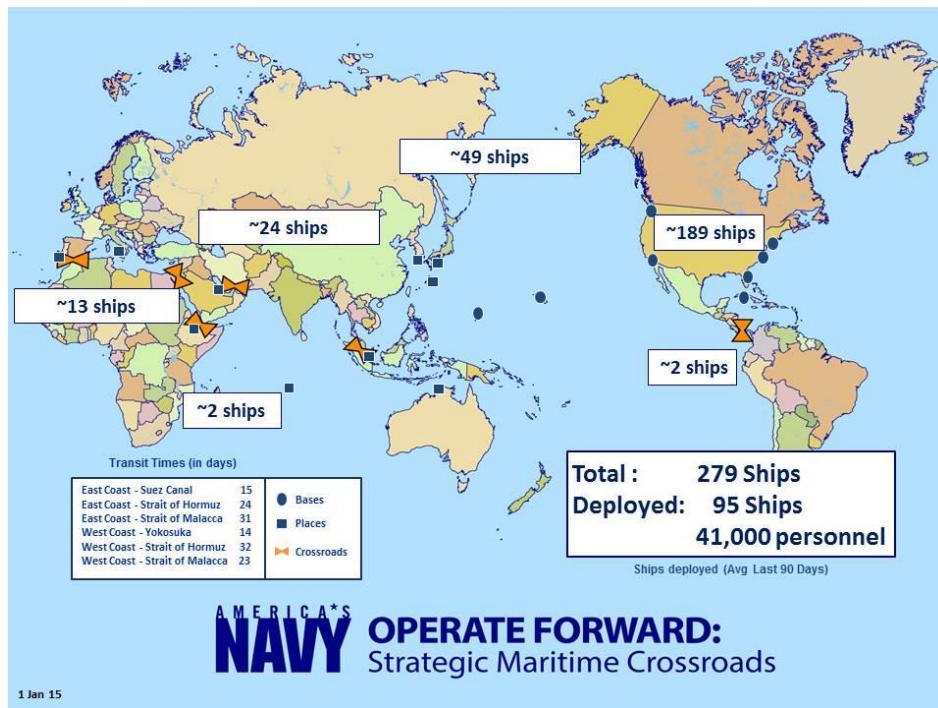 ~49 ships
~24 ships
~189 ships
~13 ships
~2 ships
~2 ships
Transit Times (in days)
East Coast - Suez Canal 15
East Coast - Strait of Hormuz 24
East Coast - Strait of Malacca 31
West Coast - Yokosuka 14
West Coast - Strait of Hormuz 32
West Coast - Strait of Malacca 23
Bases
Places
Crossroads
Total : 279 Ships
Deployed: 95 Ships
41,000 personnel
Ships deployed (Avg Last 90 Days)
AMERICA★S
NAVY
OPERATE FORWARD:
Strategic Maritime Crossroads
1 Jan 15